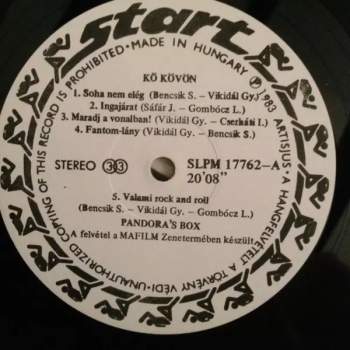 start
MADE IN HUNGARY • Ⓟ 1983 ARTISJUS • A HANGFELVÉTELT A TÖRVÉNY VÉDI • UNAUTHORIZED COPYING OF THIS RECORD IS PROHIBITED •
KŐ KÖVÖN
1. Soha nem elég (Bencsik S. – Vikidál Gy.)
2. Ingajárat (Sáfár J. – Gombócz L.)
3. Maradj a vonalban! (Vikidál Gy. – Cserháti I.)
4. Fantom-lány (Vikidál Gy. – Bencsik S.)
STEREO 33 SLPM 17762–A
20'08"
5. Valami rock and roll
(Bencsik S. – Vikidál Gy. – Gombócz L.)
PANDORA'S BOX
A felvétel a MAFILM Zenetermében készült.